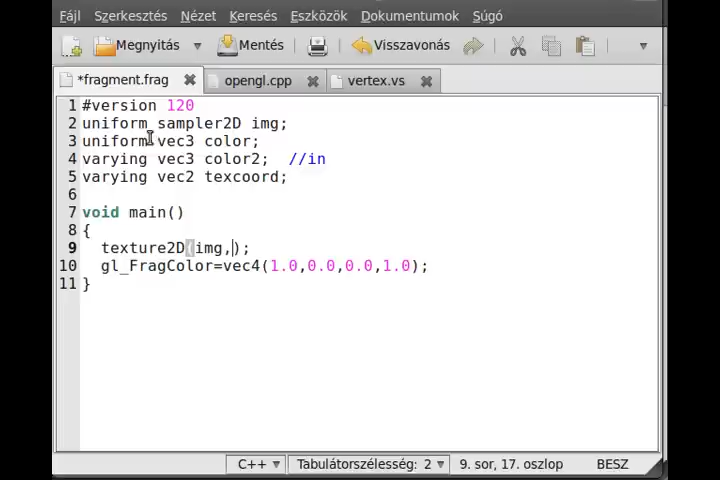 Fájl Szerkesztés Nézet Keresés Eszközök Dokumentumok Súgó
Megnyitás Mentés Visszavonás
*fragment.frag opengl.cpp vertex.vs
1 #version 120
2 uniform sampler2D img;
3 uniform vec3 color;
4 varying vec3 color2; //in
5 varying vec2 texcoord;
6
7 void main()
8 {
9 texture2D(img,);
10 gl_FragColor=vec4(1.0,0.0,0.0,1.0);
11 }
C++ Tabulátorszélesség: 2 9. sor, 17. oszlop BESZ